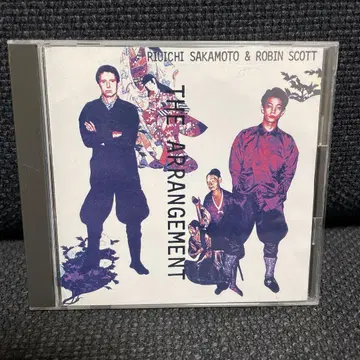 RIUICHI SAKAMOTO & ROBIN SCOTT
THE ARRANGEMENT